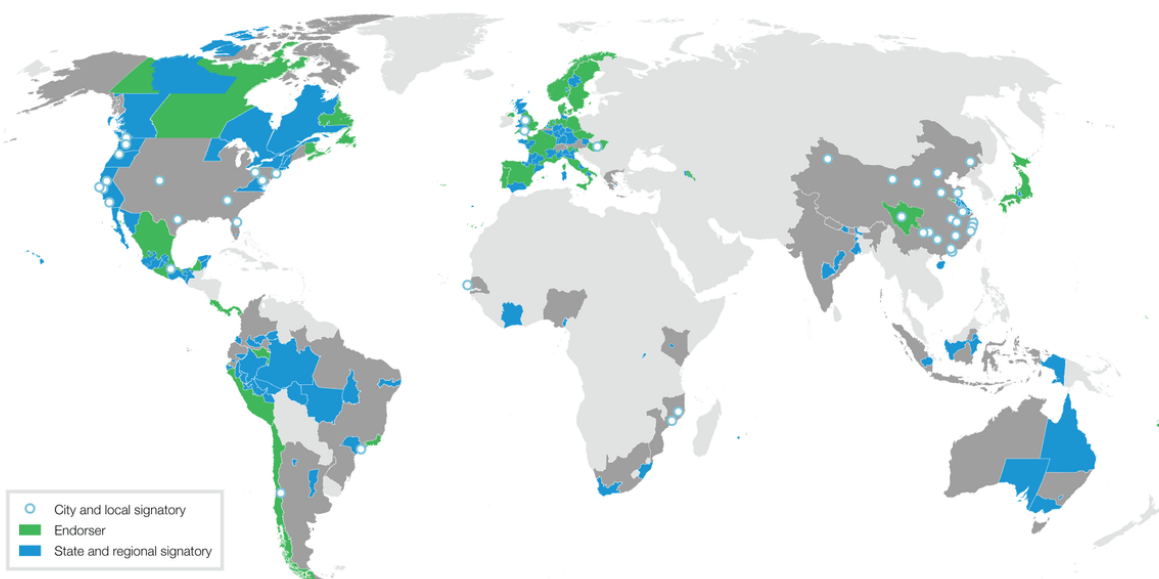 City and local signatory
Endorser
State and regional signatory